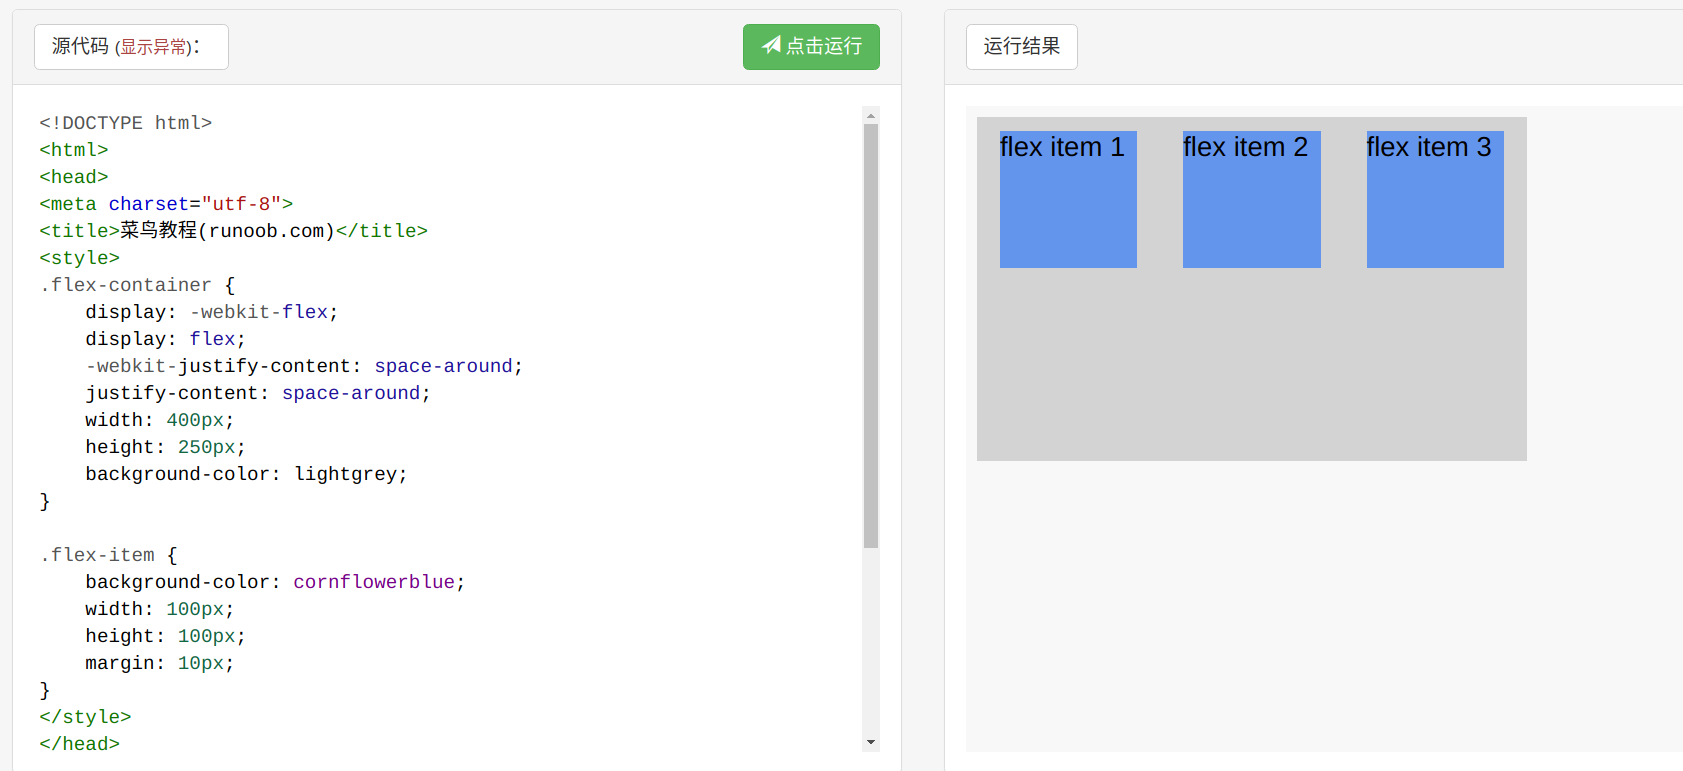 源代码 (显示异常)：
点击运行
<!DOCTYPE html>
<html>
<head>
<meta charset="utf-8">
<title>菜鸟教程(runoob.com)</title>
<style>
.flex-container {
    display: -webkit-flex;
    display: flex;
    -webkit-justify-content: space-around;
    justify-content: space-around;
    width: 400px;
    height: 250px;
    background-color: lightgrey;
}

.flex-item {
    background-color: cornflowerblue;
    width: 100px;
    height: 100px;
    margin: 10px;
}
</style>
</head>
运行结果
flex item 1
flex item 2
flex item 3